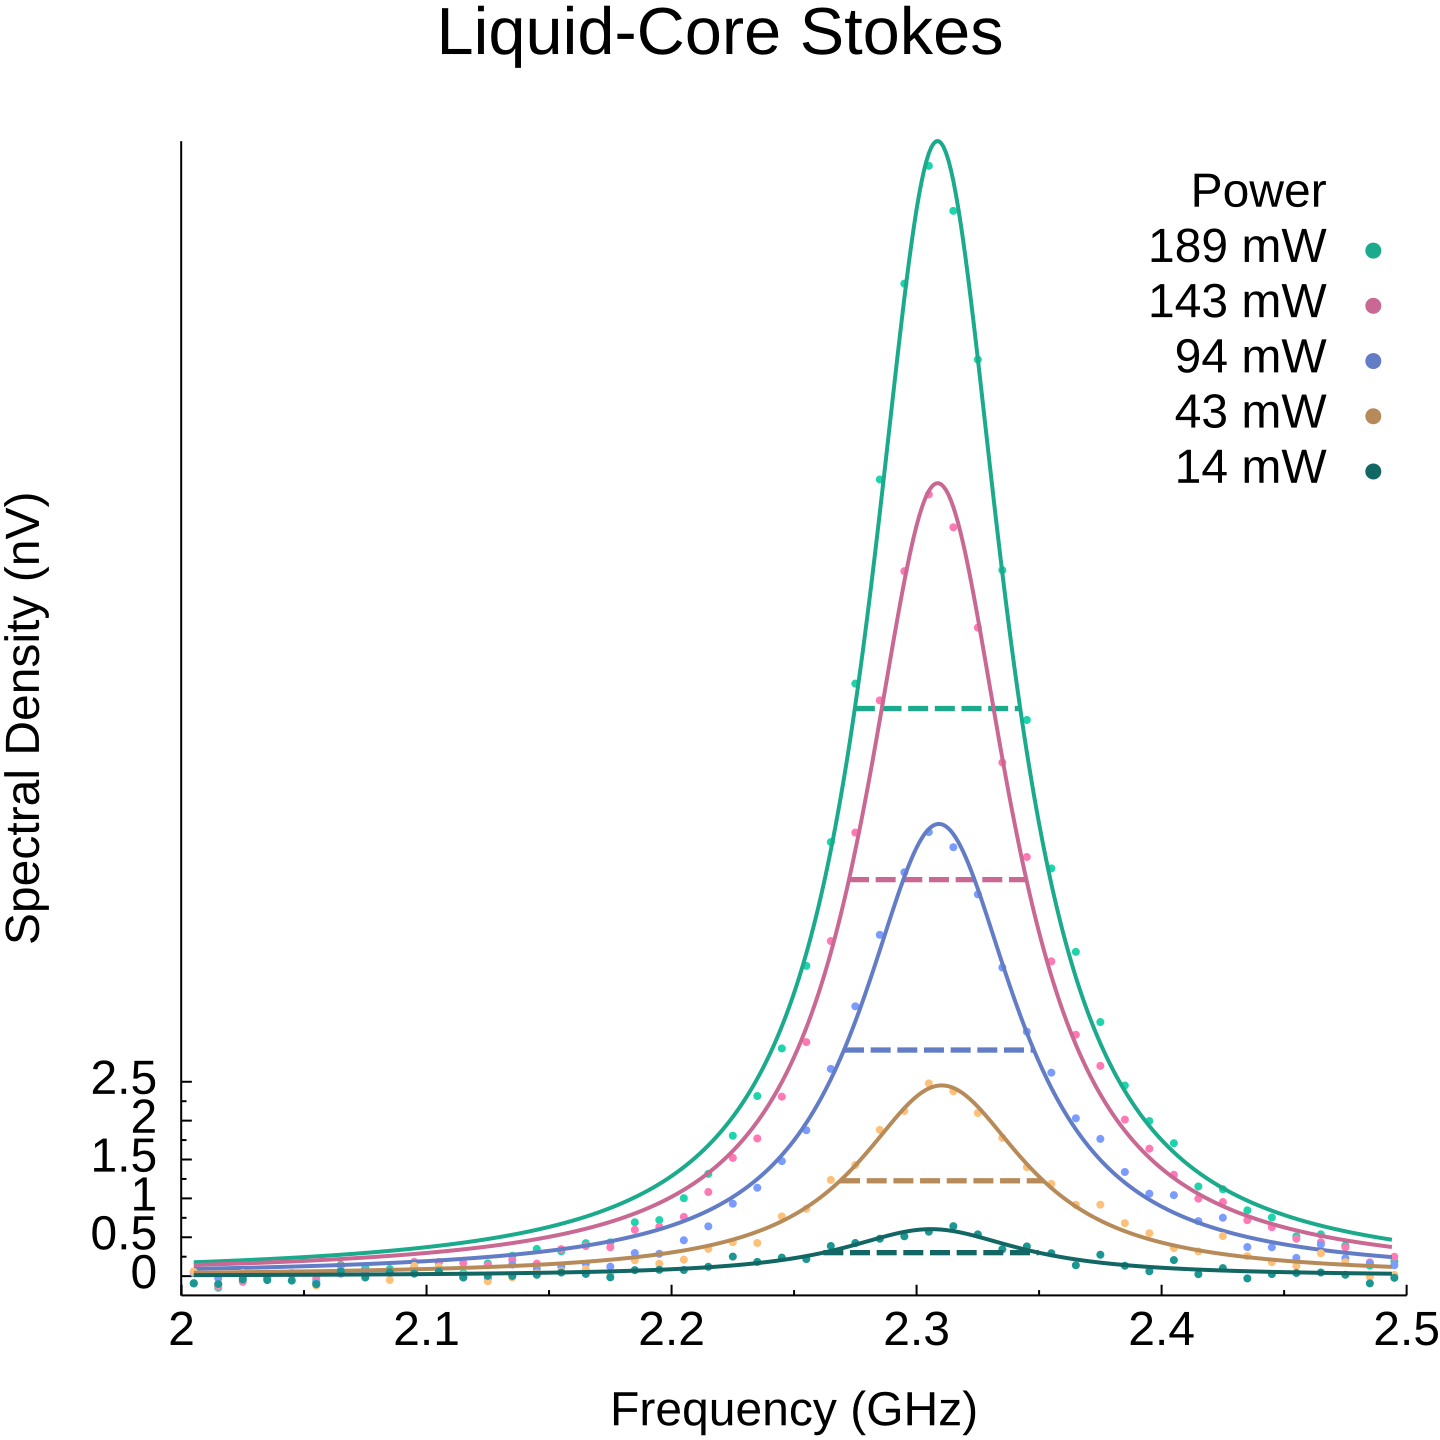 Liquid-Core Stokes
Power
189 mW
143 mW
94 mW
43 mW
14 mW
Spectral Density (nV)
2.5
2
1.5
1
0.5
0
2 2.1 2.2 2.3 2.4 2.5
Frequency (GHz)